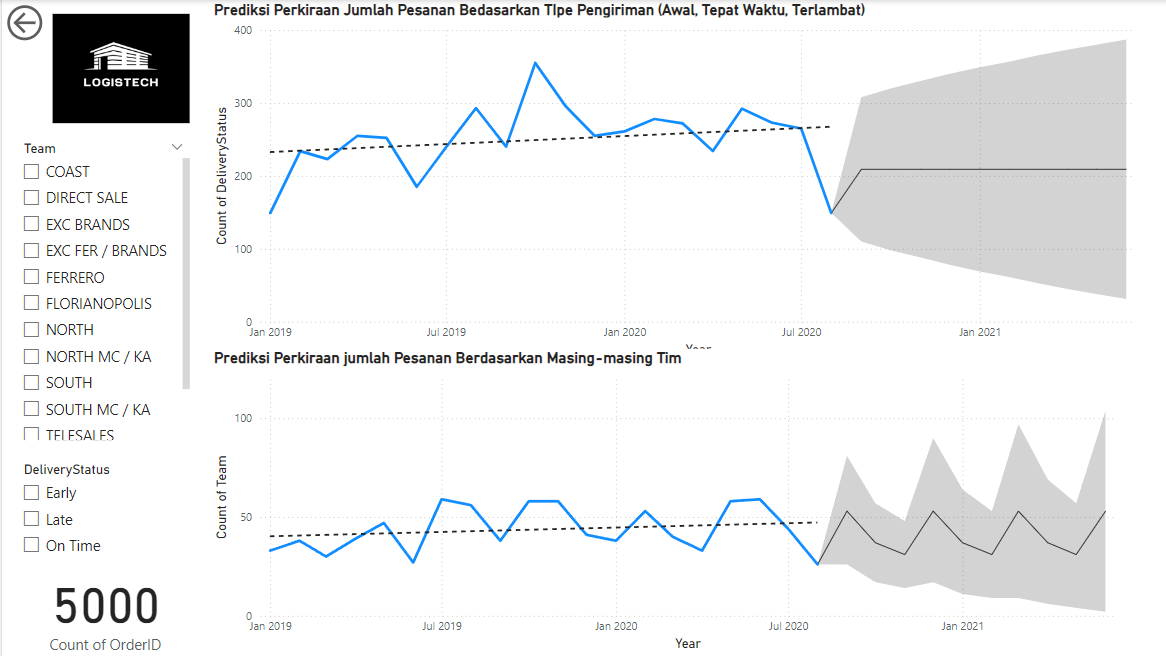 LOGISTECH
Team
COAST
DIRECT SALE
EXC BRANDS
EXC FER / BRANDS
FERRERO
FLORIANOPOLIS
NORTH
NORTH MC / KA
SOUTH
SOUTH MC / KA
TELESALES
DeliveryStatus
Early
Late
On Time
5000
Count of OrderID
Prediksi Perkiraan Jumlah Pesanan Bedasarkan TIpe Pengiriman (Awal, Tepat Waktu, Terlambat)
Count of DeliveryStatus
400
300
200
100
0
Jan 2019 Jul 2019 Jan 2020 Jul 2020 Jan 2021
Year
Prediksi Perkiraan jumlah Pesanan Berdasarkan Masing-masing Tim
Count of Team
100
50
0
Jan 2019 Jul 2019 Jan 2020 Jul 2020 Jan 2021
Year